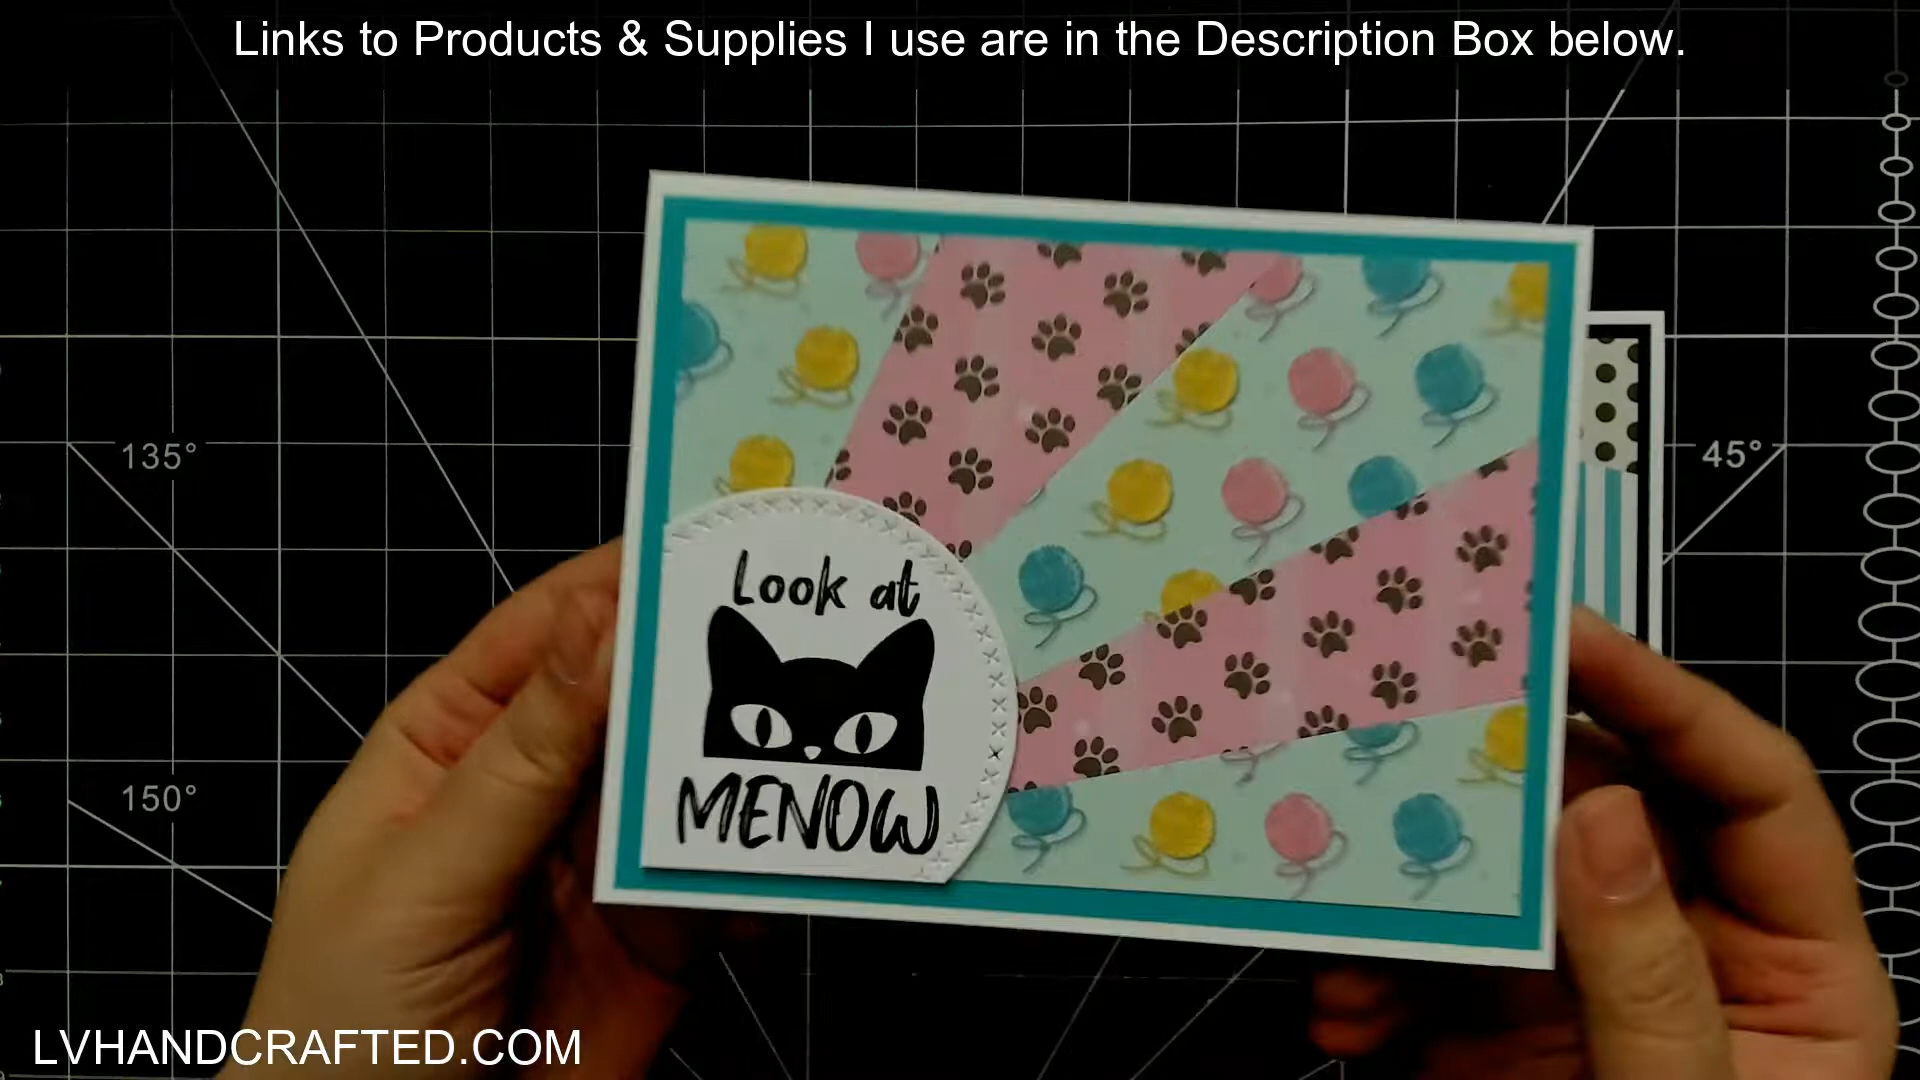 Links to Products & Supplies I use are in the Description Box below.
135°
45°
Look at
MENOW
150°
LVHANDCRAFTED.COM